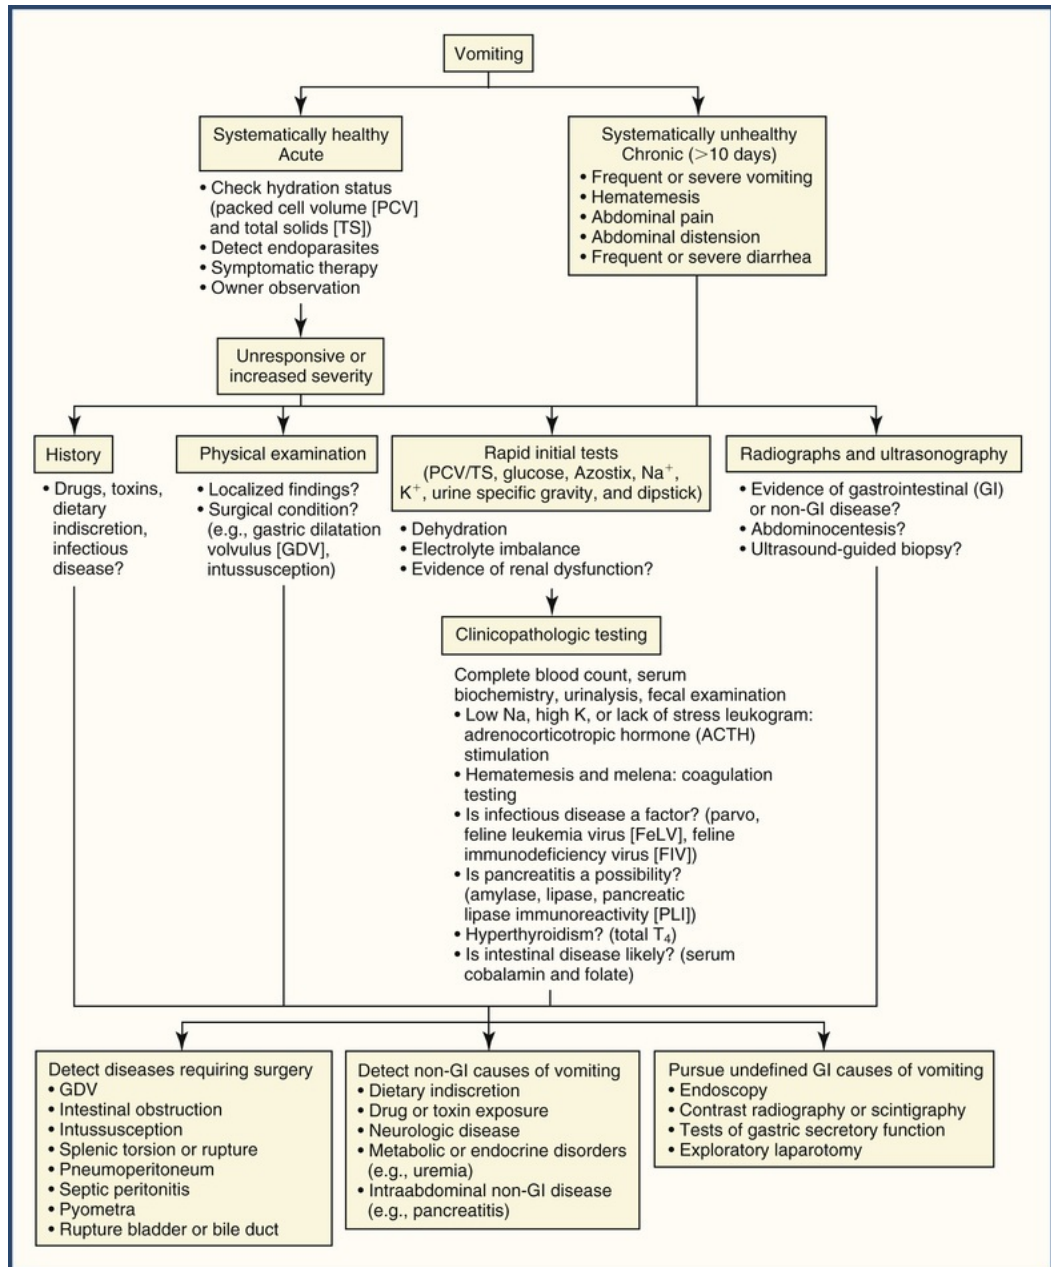 Vomiting
Systematically healthy
Acute
• Check hydration status
(packed cell volume [PCV]
and total solids [TS])
• Detect endoparasites
• Symptomatic therapy
• Owner observation
Systematically unhealthy
Chronic (>10 days)
• Frequent or severe vomiting
• Hematemesis
• Abdominal pain
• Abdominal distension
• Frequent or severe diarrhea
Unresponsive or
increased severity
History
• Drugs, toxins,
dietary
indiscretion,
infectious
disease?
Physical examination
• Localized findings?
• Surgical condition?
(e.g., gastric dilatation
volvulus [GDV],
intussusception)
Rapid initial tests
(PCV/TS, glucose, Azostix, Na⁺,
K⁺, urine specific gravity, and dipstick)
• Dehydration
• Electrolyte imbalance
• Evidence of renal dysfunction?
Radiographs and ultrasonography
• Evidence of gastrointestinal (GI)
or non-GI disease?
• Abdominocentesis?
• Ultrasound-guided biopsy?
Clinicopathologic testing
Complete blood count, serum
biochemistry, urinalysis, fecal examination
• Low Na, high K, or lack of stress leukogram:
adrenocorticotropic hormone (ACTH)
stimulation
• Hematemesis and melena: coagulation
testing
• Is infectious disease a factor? (parvo,
feline leukemia virus [FeLV], feline
immunodeficiency virus [FIV])
• Is pancreatitis a possibility?
(amylase, lipase, pancreatic
lipase immunoreactivity [PLI])
• Hyperthyroidism? (total T₄)
• Is intestinal disease likely? (serum
cobalamin and folate)
Detect diseases requiring surgery
• GDV
• Intestinal obstruction
• Intussusception
• Splenic torsion or rupture
• Pneumoperitoneum
• Septic peritonitis
• Pyometra
• Rupture bladder or bile duct
Detect non-GI causes of vomiting
• Dietary indiscretion
• Drug or toxin exposure
• Neurologic disease
• Metabolic or endocrine disorders
(e.g., uremia)
• Intraabdominal non-GI disease
(e.g., pancreatitis)
Pursue undefined GI causes of vomiting
• Endoscopy
• Contrast radiography or scintigraphy
• Tests of gastric secretory function
• Exploratory laparotomy